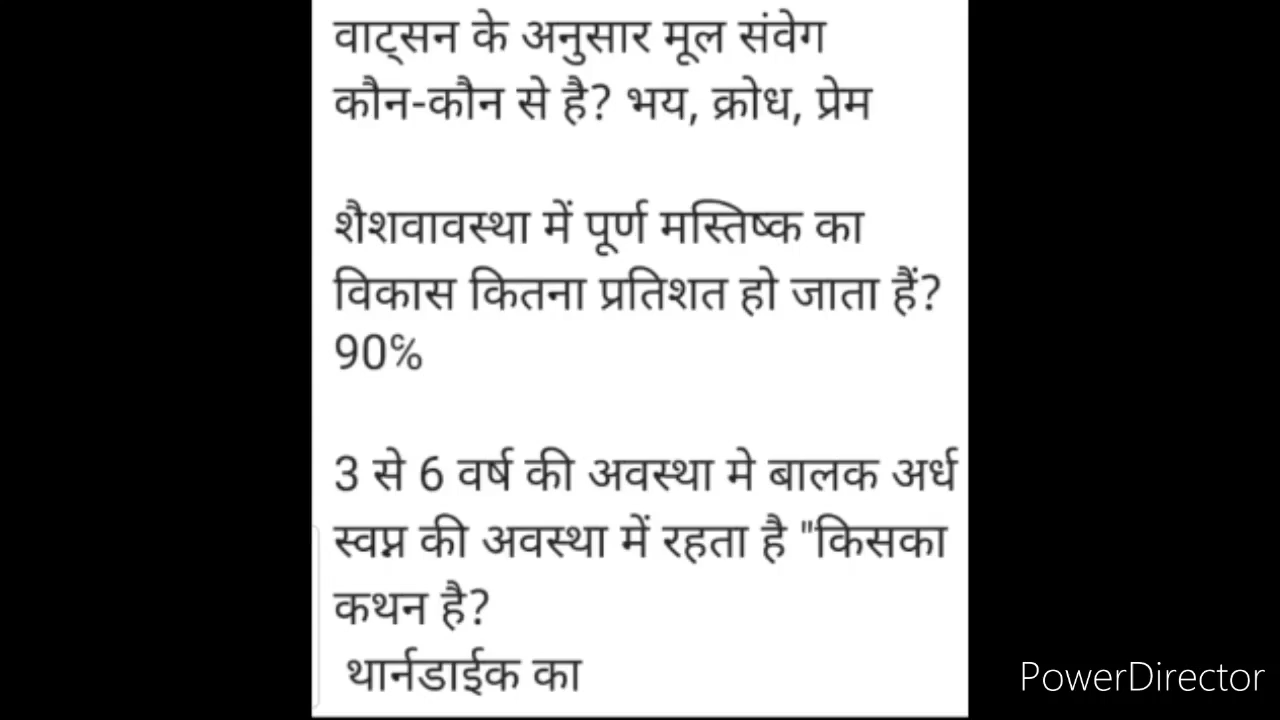 वाट्सन के अनुसार मूल संवेग
कौन-कौन से है? भय, क्रोध, प्रेम
शैशवावस्था में पूर्ण मस्तिष्क का
विकास कितना प्रतिशत हो जाता हैं?
90℅
3 से 6 वर्ष की अवस्था मे बालक अर्ध
स्वप्न की अवस्था में रहता है "किसका
कथन है?
थार्नडाईक का
PowerDirector